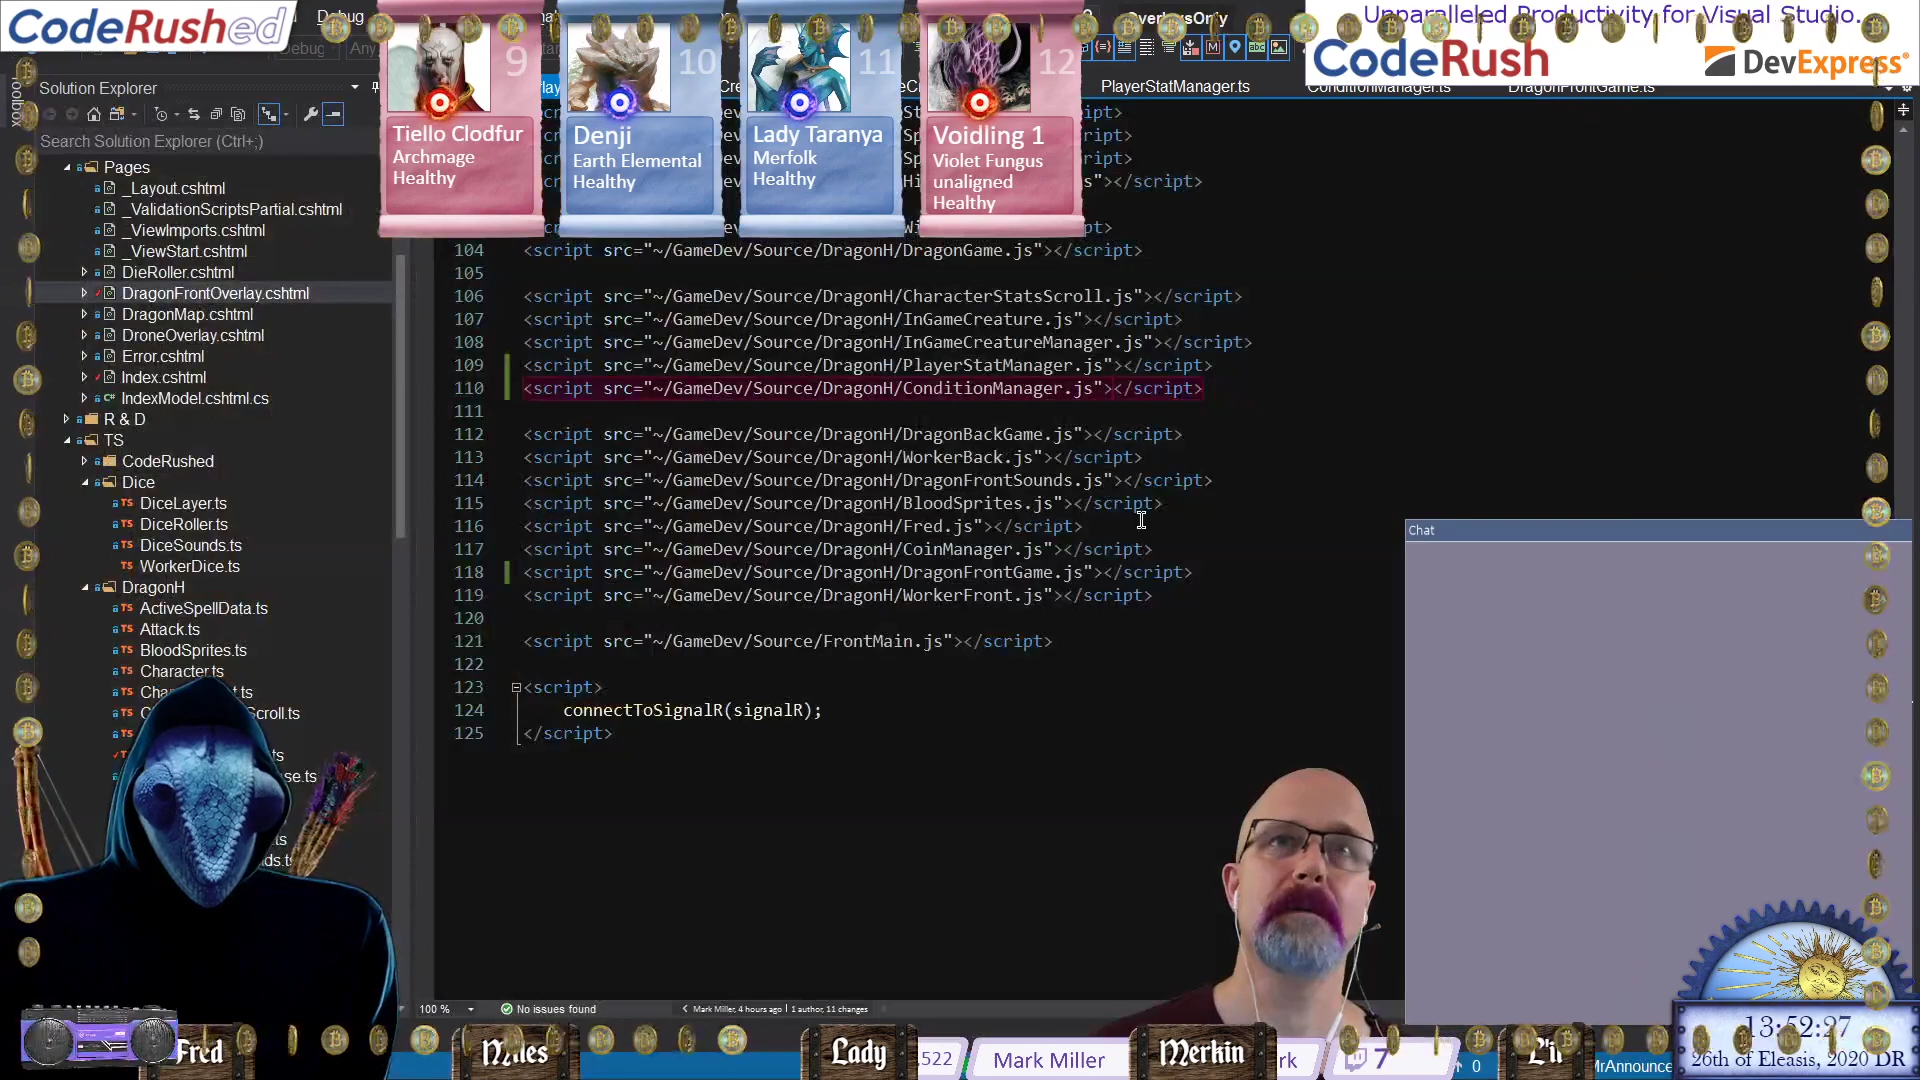 CodeRushed
Debug
OverlaysOnly
Unparalleled Productivity for Visual Studio.
CodeRush
DevExpress
Debug
Solution Explorer
Search Solution Explorer (Ctrl+;)
PlayerStatManager.ts
ConditionManager.ts
DragonFrontGame.ts
9
Tiello Clodfur
Archmage
Healthy
10
Denji
Earth Elemental
Healthy
11
Lady Taranya
Merfolk
Healthy
12
Voidling 1
Violet Fungus
unaligned
Healthy
Pages
_Layout.cshtml
_ValidationScriptsPartial.cshtml
_ViewImports.cshtml
_ViewStart.cshtml
DieRoller.cshtml
DragonFrontOverlay.cshtml
DragonMap.cshtml
DroneOverlay.cshtml
Error.cshtml
Index.cshtml
IndexModel.cshtml.cs
R & D
TS
CodeRushed
Dice
DiceLayer.ts
DiceRoller.ts
DiceSounds.ts
WorkerDice.ts
DragonH
ActiveSpellData.ts
Attack.ts
BloodSprites.ts
Character.ts
104 <script src="~/GameDev/Source/DragonH/DragonGame.js"></script>
105
106 <script src="~/GameDev/Source/DragonH/CharacterStatsScroll.js"></script>
107 <script src="~/GameDev/Source/DragonH/InGameCreature.js"></script>
108 <script src="~/GameDev/Source/DragonH/InGameCreatureManager.js"></script>
109 <script src="~/GameDev/Source/DragonH/PlayerStatManager.js"></script>
110 <script src="~/GameDev/Source/DragonH/ConditionManager.js"></script>
111
112 <script src="~/GameDev/Source/DragonH/DragonBackGame.js"></script>
113 <script src="~/GameDev/Source/DragonH/WorkerBack.js"></script>
114 <script src="~/GameDev/Source/DragonH/DragonFrontSounds.js"></script>
115 <script src="~/GameDev/Source/DragonH/BloodSprites.js"></script>
116 <script src="~/GameDev/Source/DragonH/Fred.js"></script>
117 <script src="~/GameDev/Source/DragonH/CoinManager.js"></script>
118 <script src="~/GameDev/Source/DragonH/DragonFrontGame.js"></script>
119 <script src="~/GameDev/Source/DragonH/WorkerFront.js"></script>
120
121 <script src="~/GameDev/Source/FrontMain.js"></script>
122
123 <script>
124 connectToSignalR(signalR);
125 </script>
Chat
100 %
No issues found
Mark Miller, 4 hours ago | 1 author, 11 changes
Fred
Lady
522
Mark Miller
Merkin
rk
7
0
MrAnnounce
13:52:27
26th of Eleasis, 2020 DR